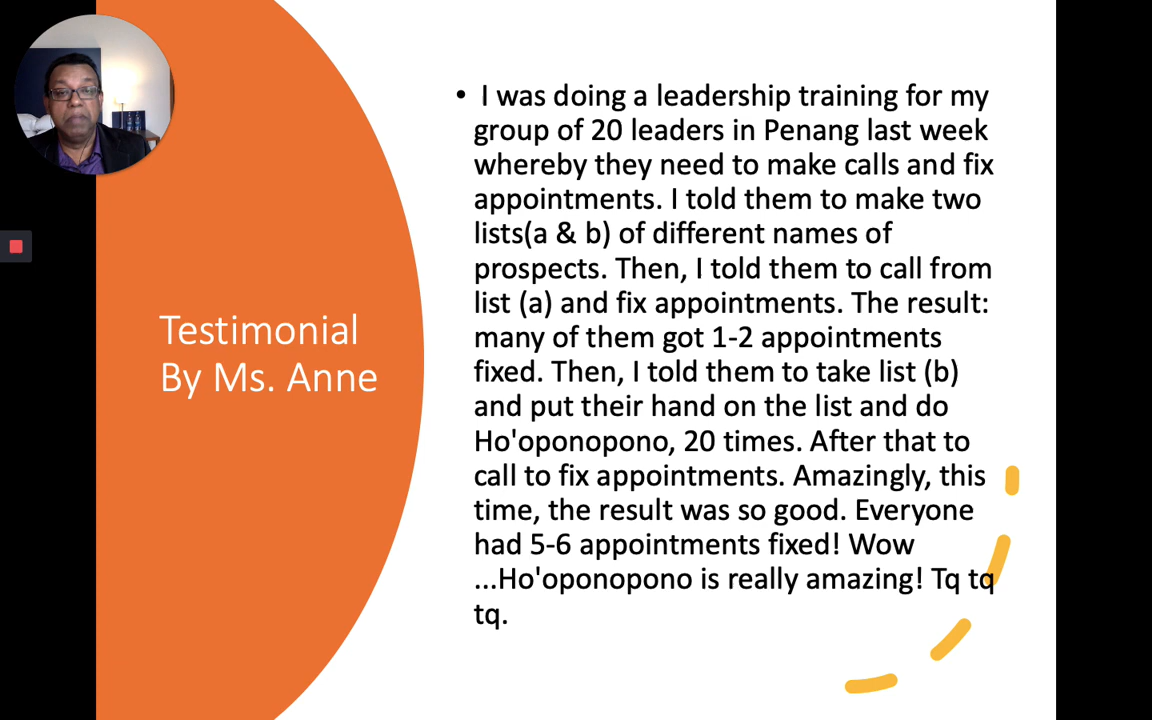 Testimonial
By Ms. Anne
• I was doing a leadership training for my
group of 20 leaders in Penang last week
whereby they need to make calls and fix
appointments. I told them to make two
lists(a & b) of different names of
prospects. Then, I told them to call from
list (a) and fix appointments. The result:
many of them got 1-2 appointments
fixed. Then, I told them to take list (b)
and put their hand on the list and do
Ho'oponopono, 20 times. After that to
call to fix appointments. Amazingly, this
time, the result was so good. Everyone
had 5-6 appointments fixed! Wow
...Ho'oponopono is really amazing! Tq tq
tq.